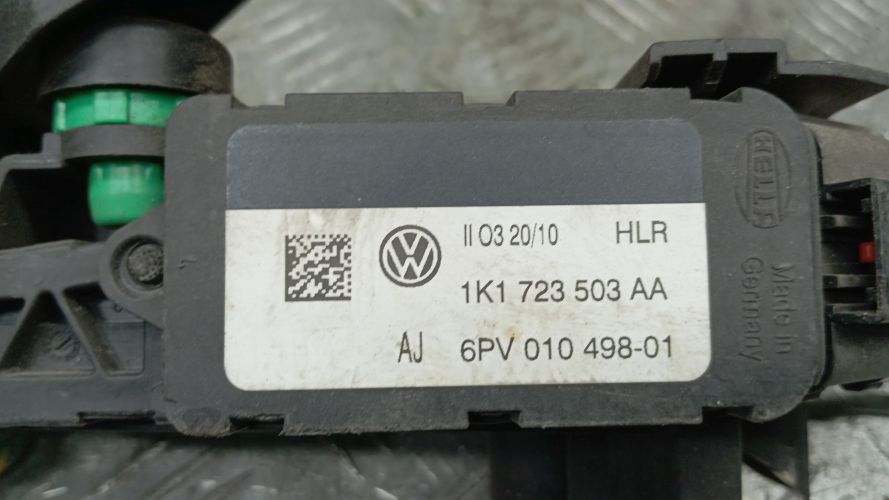 II 03 20/10 HLR
1K1 723 503 AA
AJ 6PV 010 498-01
HELLA
Made in
Germany